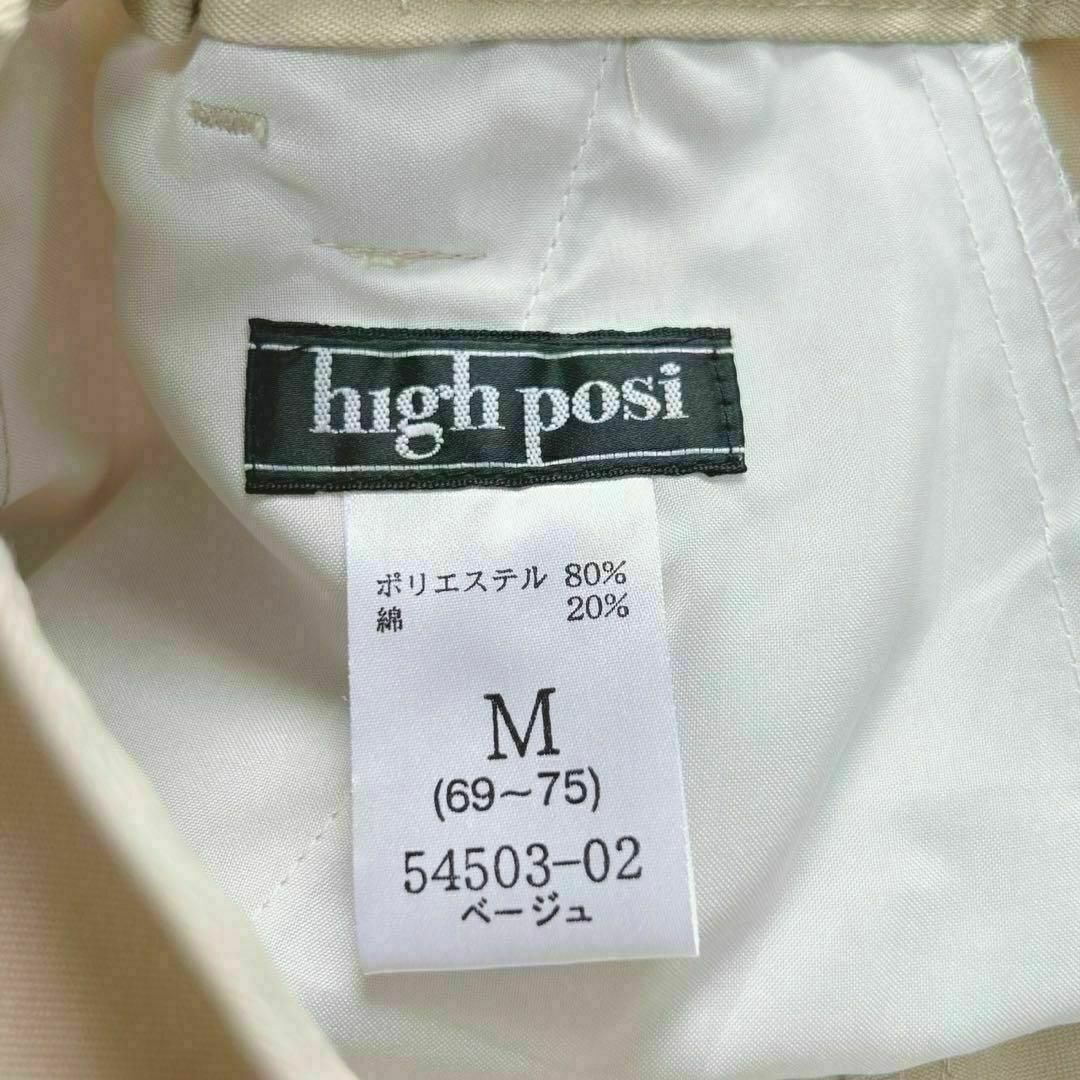 high posi
ポリエステル 80%
綿 20%
M
(69～75)
54503-02
ベージュ